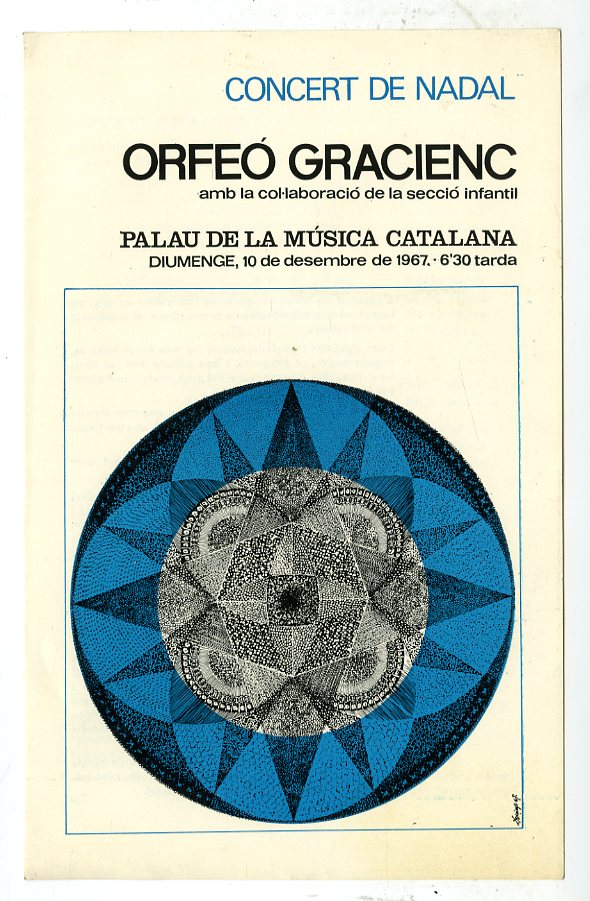 CONCERT DE NADAL
ORFEÓ GRACIENC
amb la col·laboració de la secció infantil
PALAU DE LA MÚSICA CATALANA
DIUMENGE, 10 de desembre de 1967. · 6'30 tarda